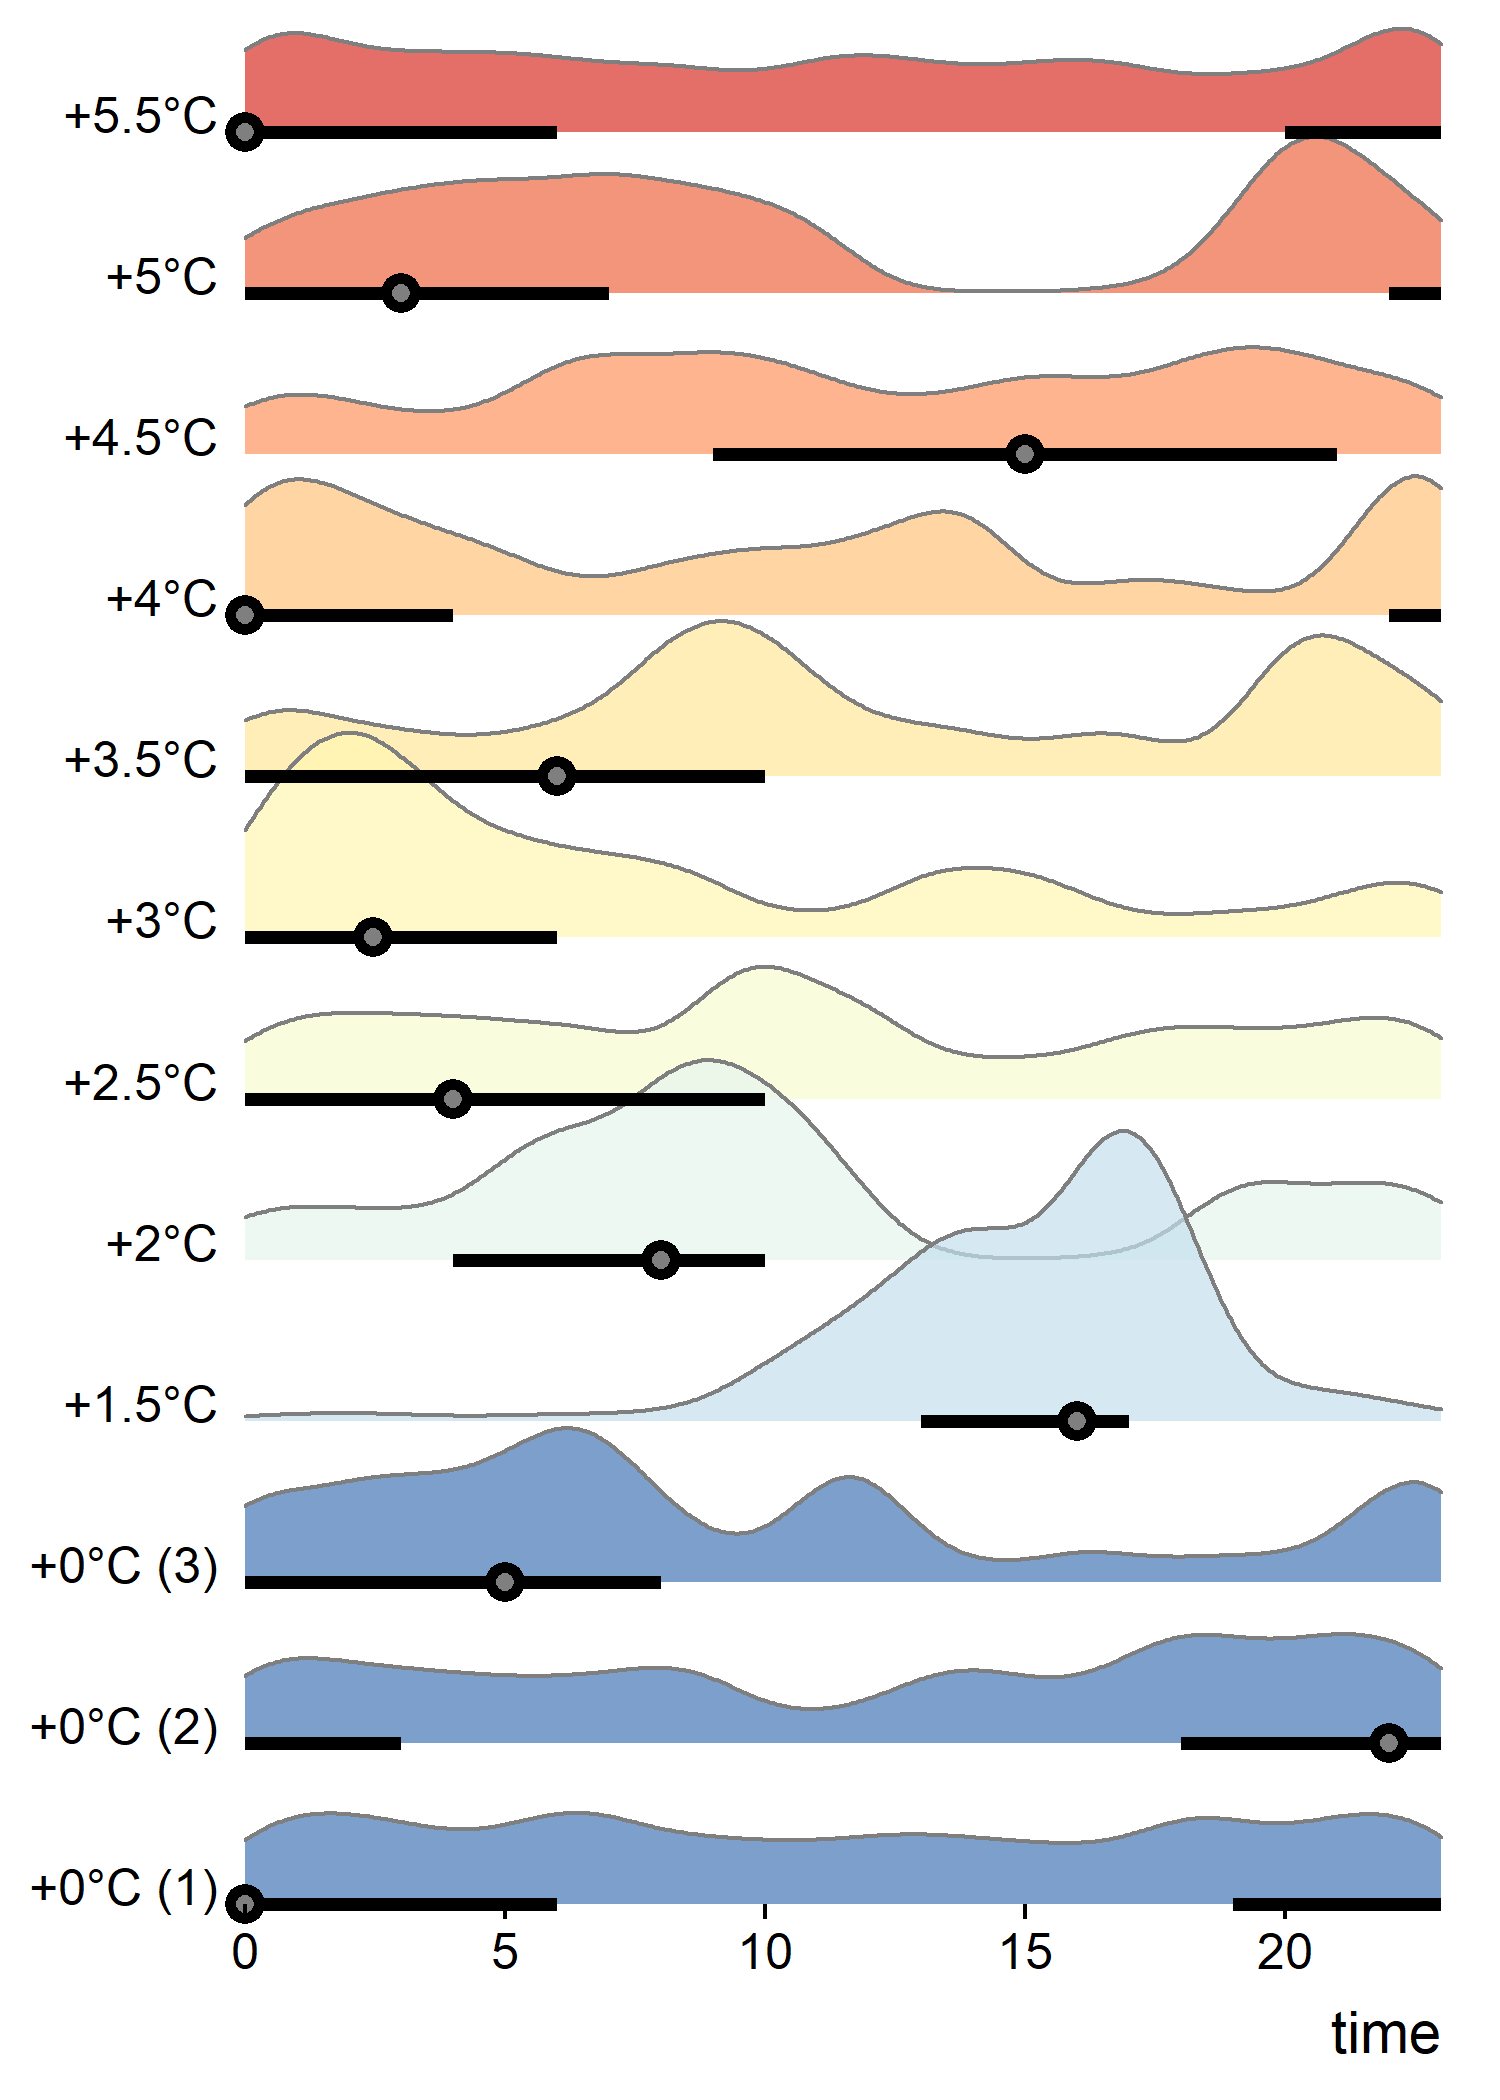 +5.5°C
+5°C
+4.5°C
+4°C
+3.5°C
+3°C
+2.5°C
+2°C
+1.5°C
+0°C (3)
+0°C (2)
+0°C (1)
0 5 10 15 20
time